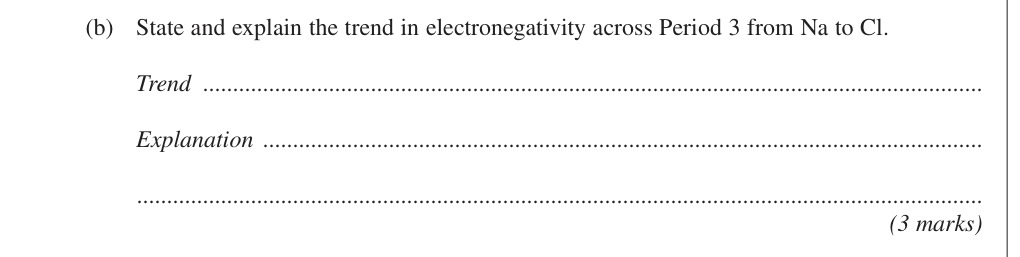 (b) State and explain the trend in electronegativity across Period 3 from Na to Cl.
Trend ..........................................................................................................................................
Explanation ................................................................................................................................
......................................................................................................................................................
(3 marks)